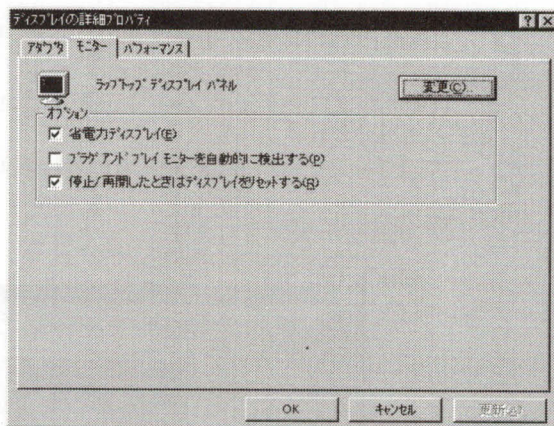 ディスプレイの詳細プロパティ
アダプタ モニター パフォーマンス
ラップトップ ディスプレイ パネル 変更(C)...
オプション
省電力ディスプレイ(E)
プラグ アンド プレイ モニターを自動的に検出する(P)
停止/再開したときはディスプレイをリセットする(R)
OK キャンセル 更新(A)